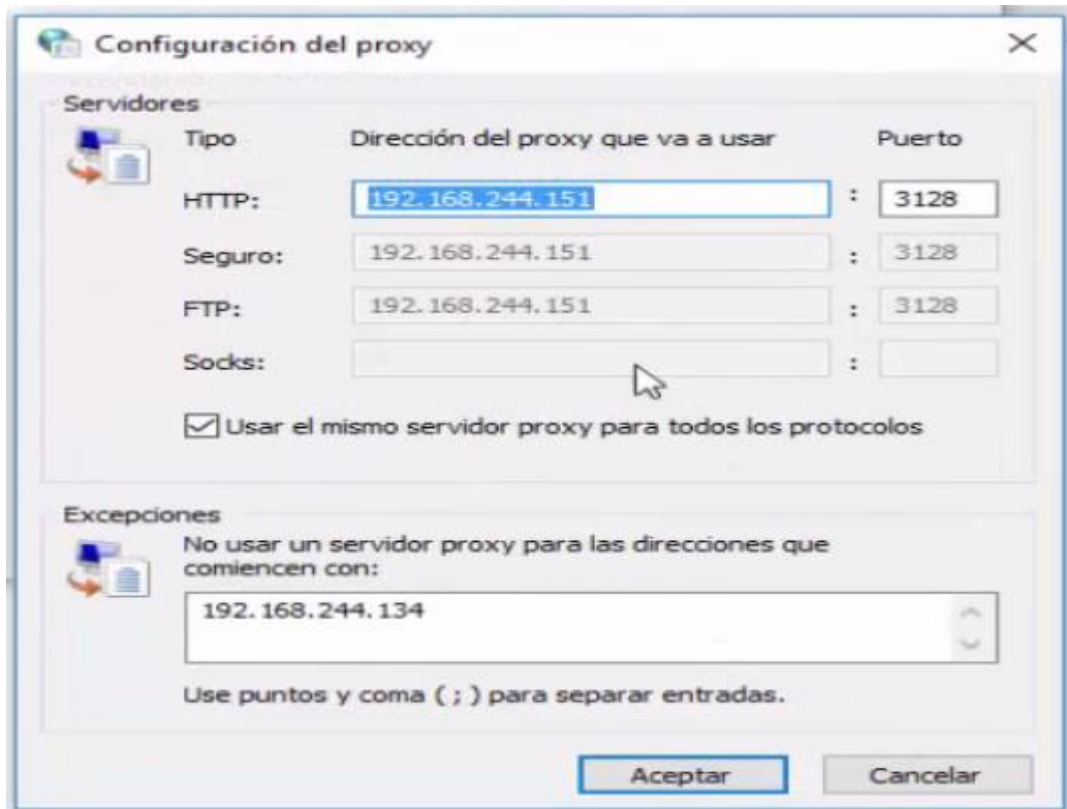 Configuración del proxy
Servidores
Tipo Dirección del proxy que va a usar Puerto
HTTP: 192.168.244.151 : 3128
Seguro: 192.168.244.151 : 3128
FTP: 192.168.244.151 : 3128
Socks: :
Usar el mismo servidor proxy para todos los protocolos
Excepciones
No usar un servidor proxy para las direcciones que
comiencen con:
192.168.244.134
Use puntos y coma ( ; ) para separar entradas.
Aceptar Cancelar